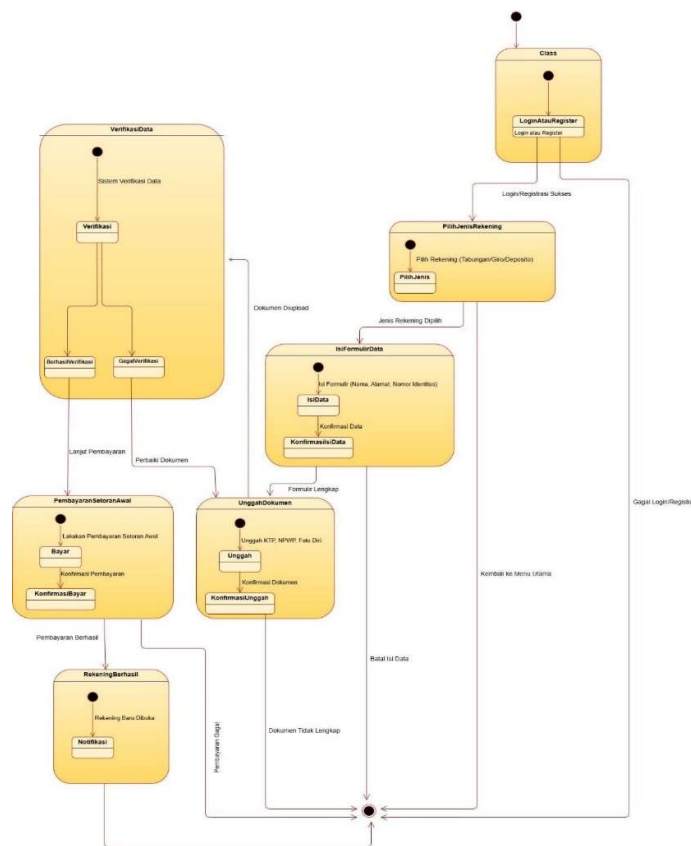 Class
LoginAtauRegister
Login atau Register
Login/Registrasi Sukses
Gagal Login/Registrasi
PilihJenisRekening
Pilih Rekening (Tabungan/Giro/Deposito)
PilihJenis
Jenis Rekening Dipilih
Kembali ke Menu Utama
IsiFormulirData
Isi Formulir (Nama, Alamat, Nomor Identitas)
IsiData
Konfirmasi Data
KonfirmasiIsiData
Formulir Lengkap
Batal Isi Data
UnggahDokumen
Unggah KTP, NPWP, Foto Diri
Unggah
Konfirmasi Dokumen
KonfirmasiUnggah
Dokumen Diupload
Dokumen Tidak Lengkap
VerifikasiData
Sistem Verifikasi Data
Verifikasi
BerhasilVerifikasi
GagalVerifikasi
Lanjut Pembayaran
Perbaiki Dokumen
PembayaranSetoranAwal
Lakukan Pembayaran Setoran Awal
Bayar
Konfirmasi Pembayaran
KonfirmasiBayar
Pembayaran Berhasil
Pembayaran Gagal
RekeningBerhasil
Rekening Baru Dibuka
Notifikasi